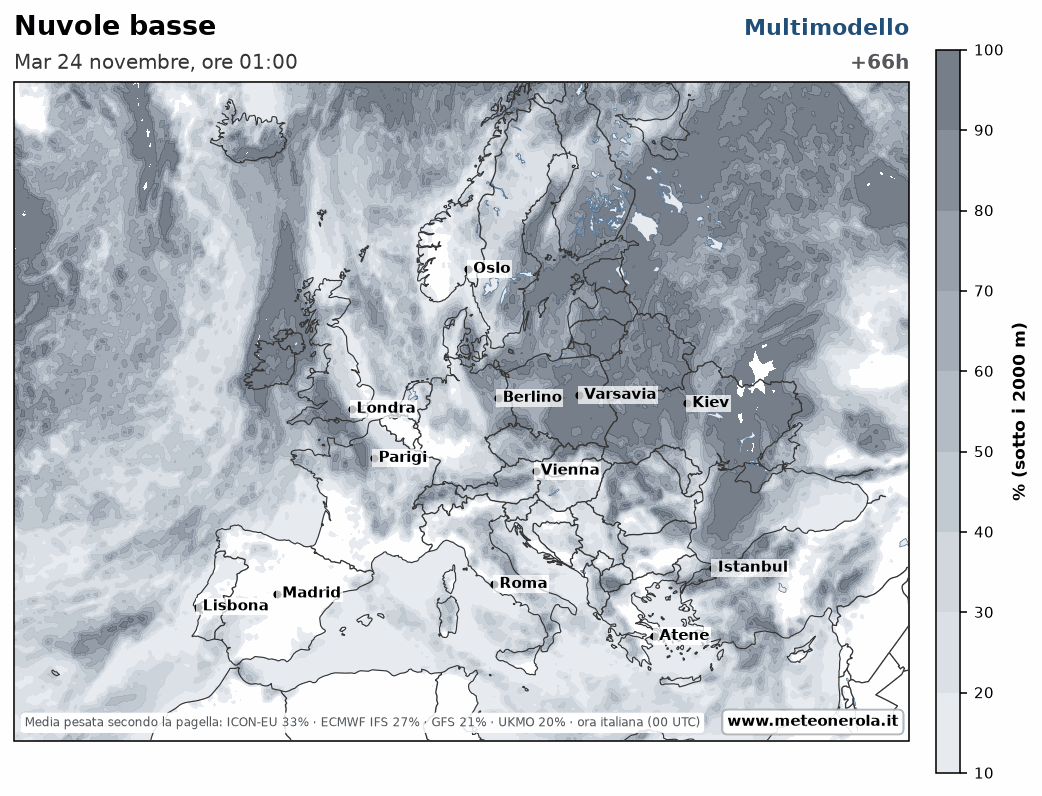 Nuvole basse
Multimodello
Mar 24 novembre, ore 01:00
+66h
Oslo
Londra
Berlino
Varsavia
Kiev
Parigi
Vienna
Istanbul
Roma
Madrid
Lisbona
Atene
Media pesata secondo la pagella: ICON-EU 33% · ECMWF IFS 27% · GFS 21% · UKMO 20% · ora italiana (00 UTC)
www.meteonerola.it
100
90
80
70
60
50
40
30
20
10
% (sotto i 2000 m)